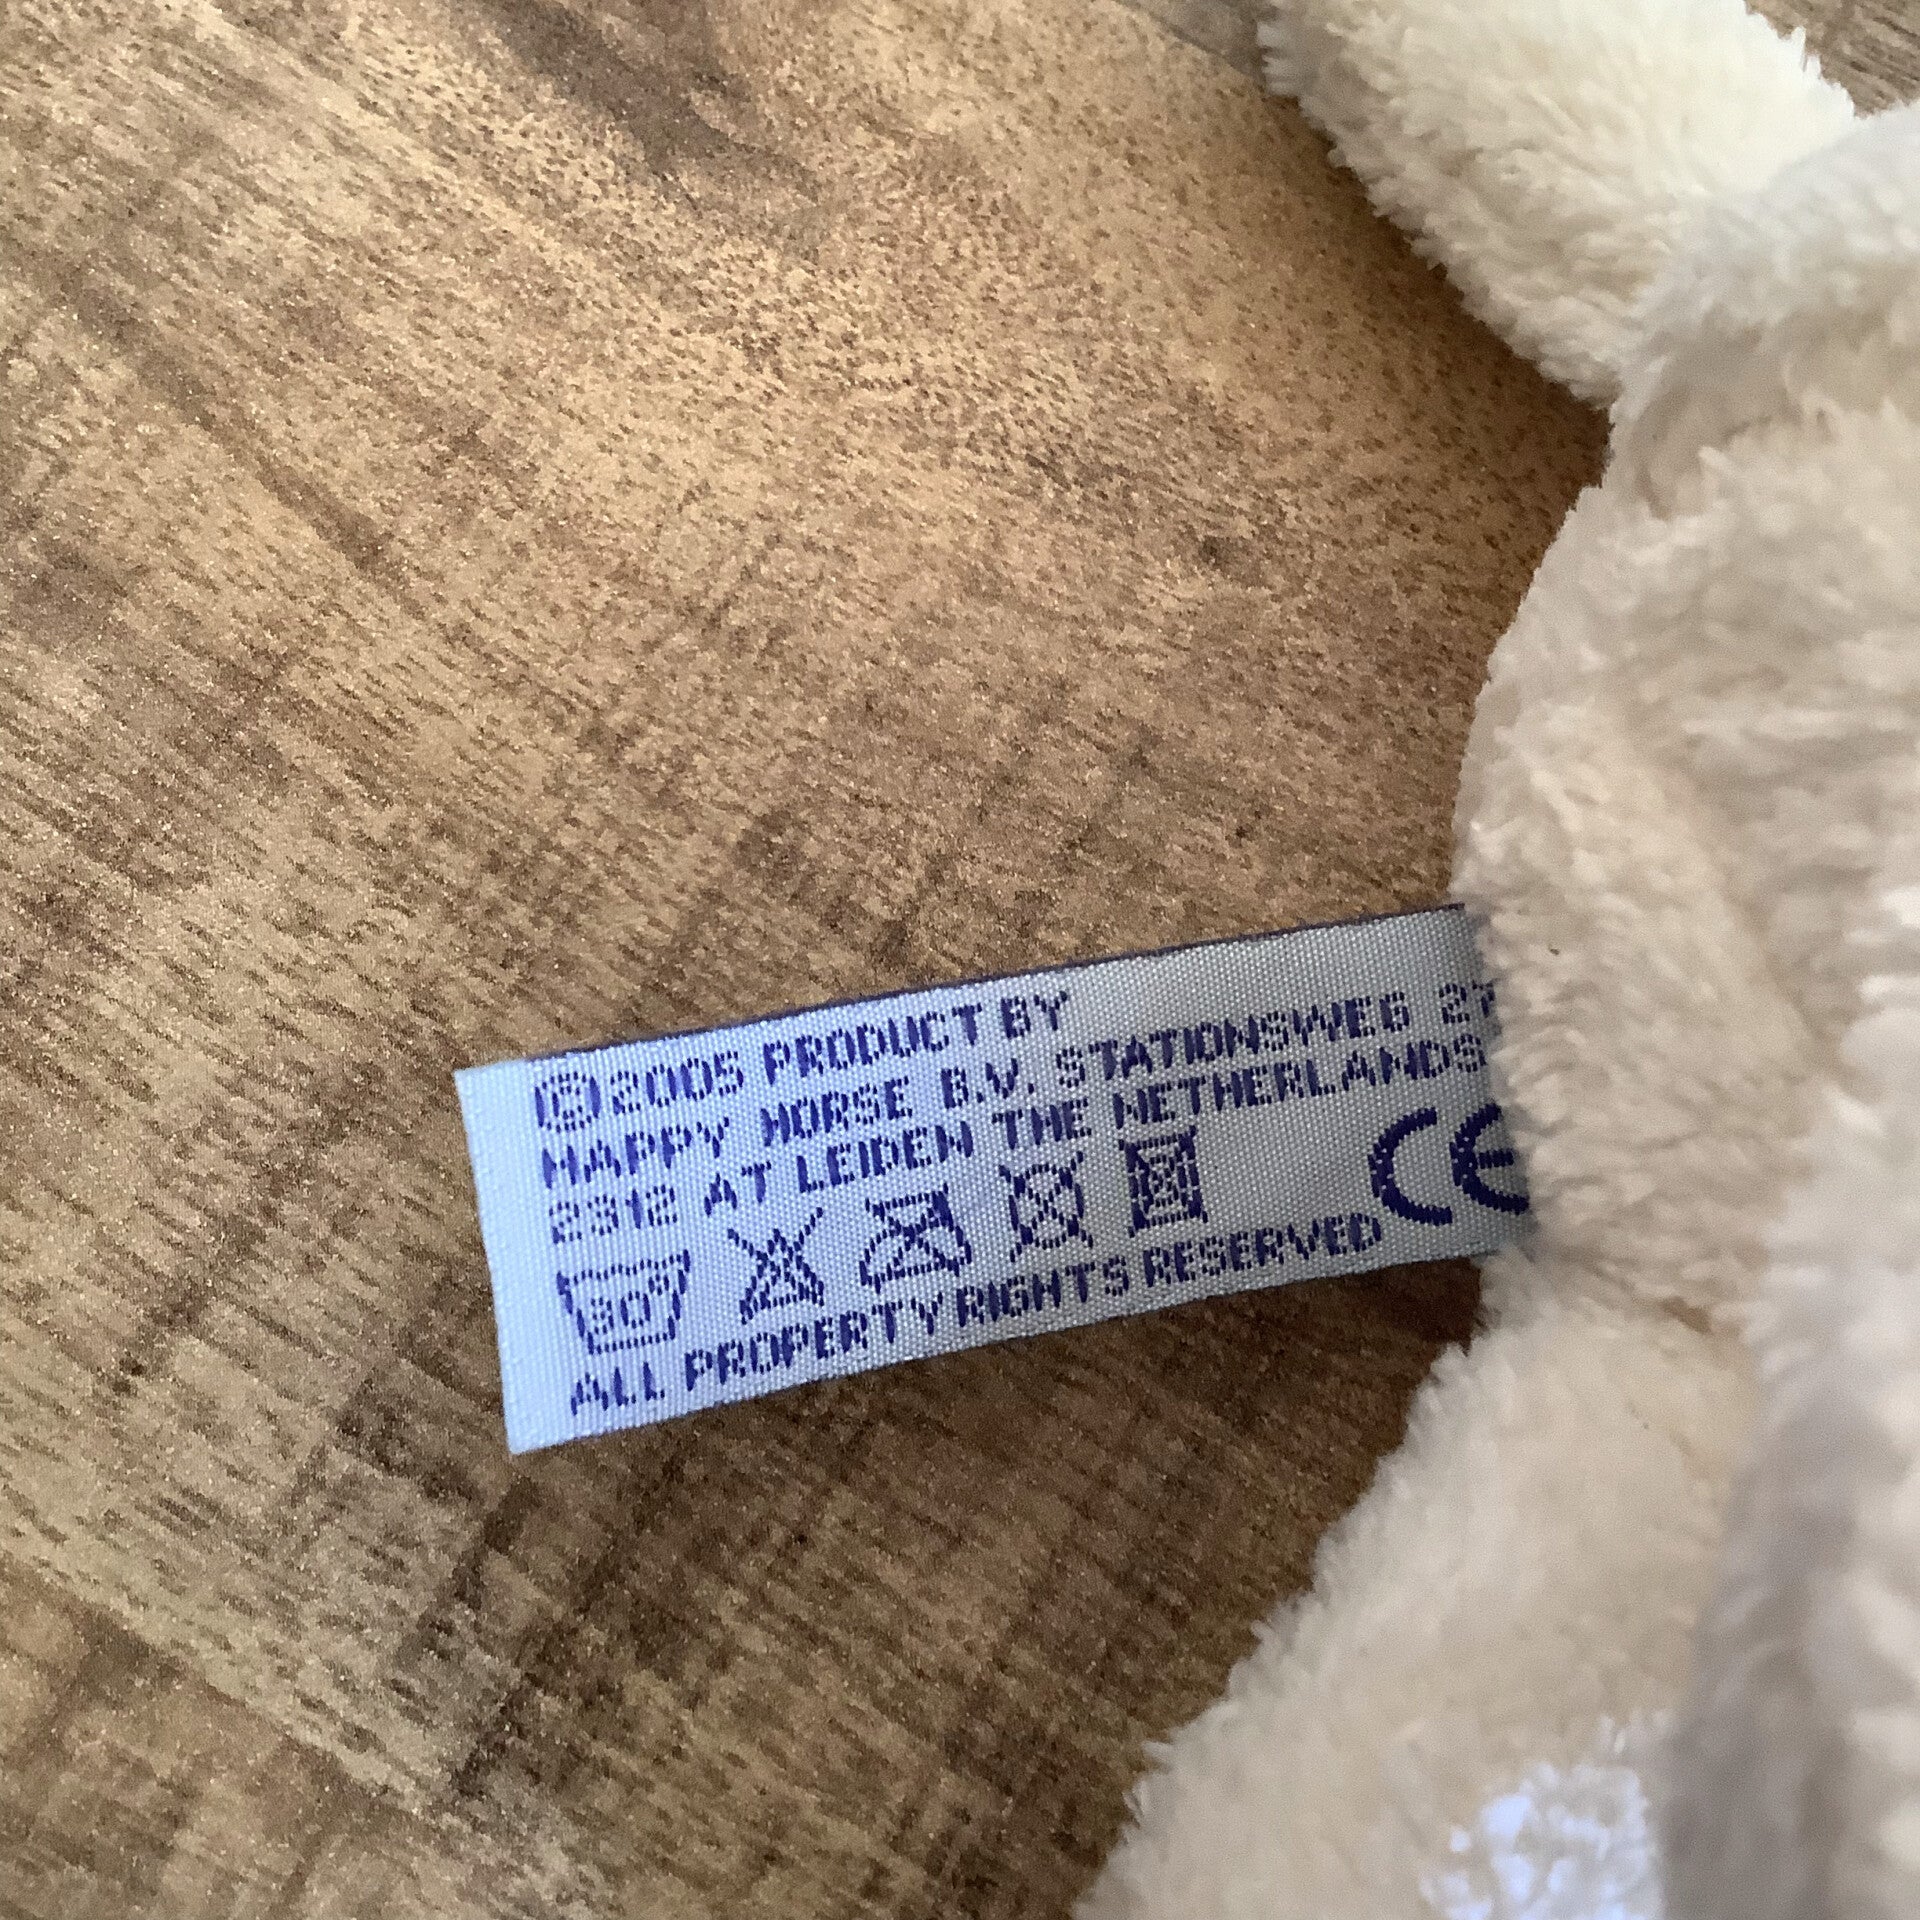 ©2005 PRODUCT BY
HAPPY HORSE B.V. STATIONSWEG
2312 AT LEIDEN THE NETHERLANDS
30°
CE
ALL PROPERTY RIGHTS RESERVED